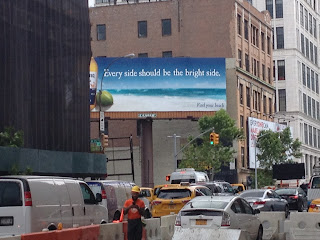 Every side should be the bright side.
Find your beach.